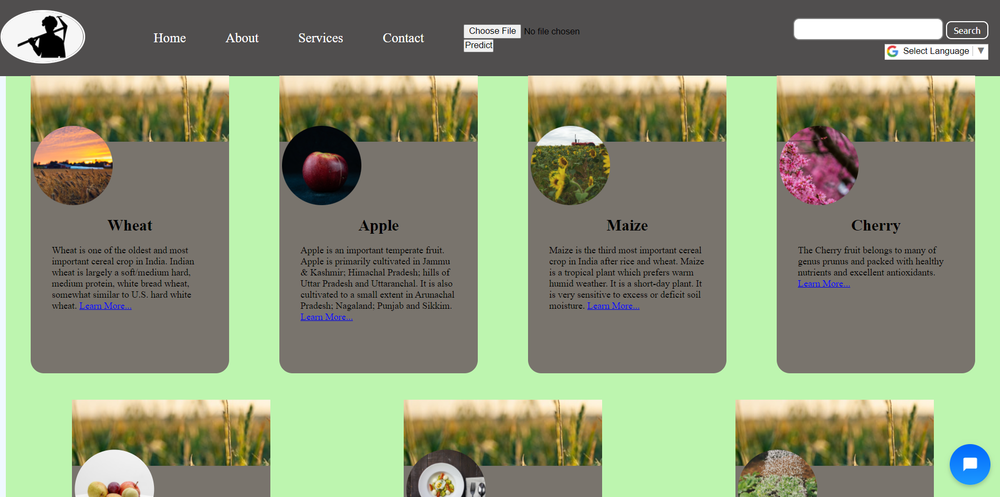 Home
About
Services
Contact
Choose File No file chosen
Predict
Search
Select Language ▼
Wheat
Wheat is one of the oldest and most
important cereal crop in India. Indian
wheat is largely a soft/medium hard,
medium protein, white bread wheat,
somewhat similar to U.S. hard white
wheat. Learn More...
Apple
Apple is an important temperate fruit.
Apple is primarily cultivated in Jammu
& Kashmir; Himachal Pradesh; hills of
Uttar Pradesh and Uttaranchal. It is also
cultivated to a small extent in Arunachal
Pradesh; Nagaland; Punjab and Sikkim.
Learn More...
Maize
Maize is the third most important cereal
crop in India after rice and wheat. Maize
is a tropical plant which prefers warm
humid weather. It is a short-day plant. It
is very sensitive to excess or deficit soil
moisture. Learn More...
Cherry
The Cherry fruit belongs to many of
genus prunus and packed with healthy
nutrients and excellent antioxidants.
Learn More...